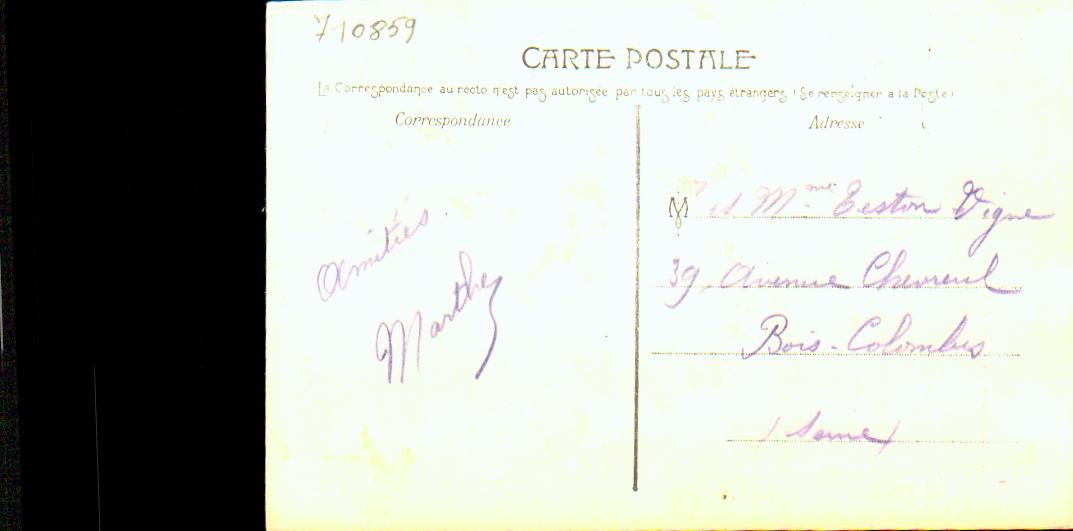 710859
CARTE POSTALE
La Correspondance au recto n'est pas autorisée par tous les pays étrangers (Se renseigner a la Poste)
Correspondance
Adresse
Amitiés
Marthe
M et Mme Eeston Vigne
39, Avenue Chevreul
Bois-Colombes
(Seine)